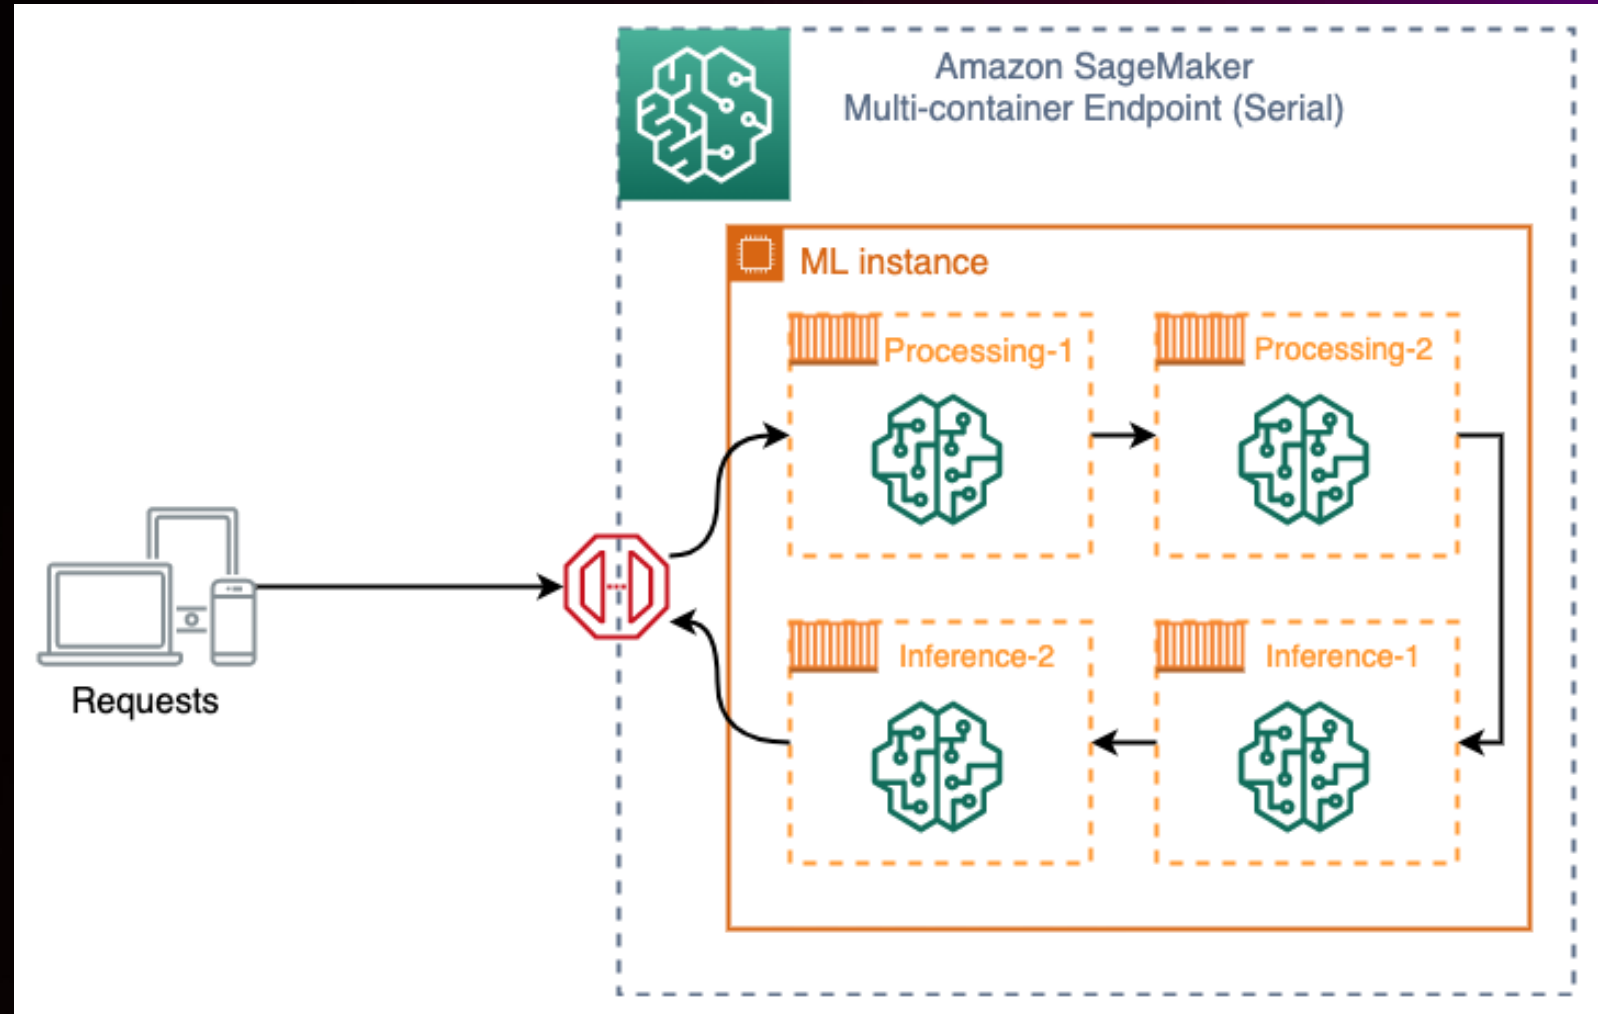 Amazon SageMaker
Multi-container Endpoint (Serial)
ML instance
Processing-1
Processing-2
Requests
Inference-2
Inference-1